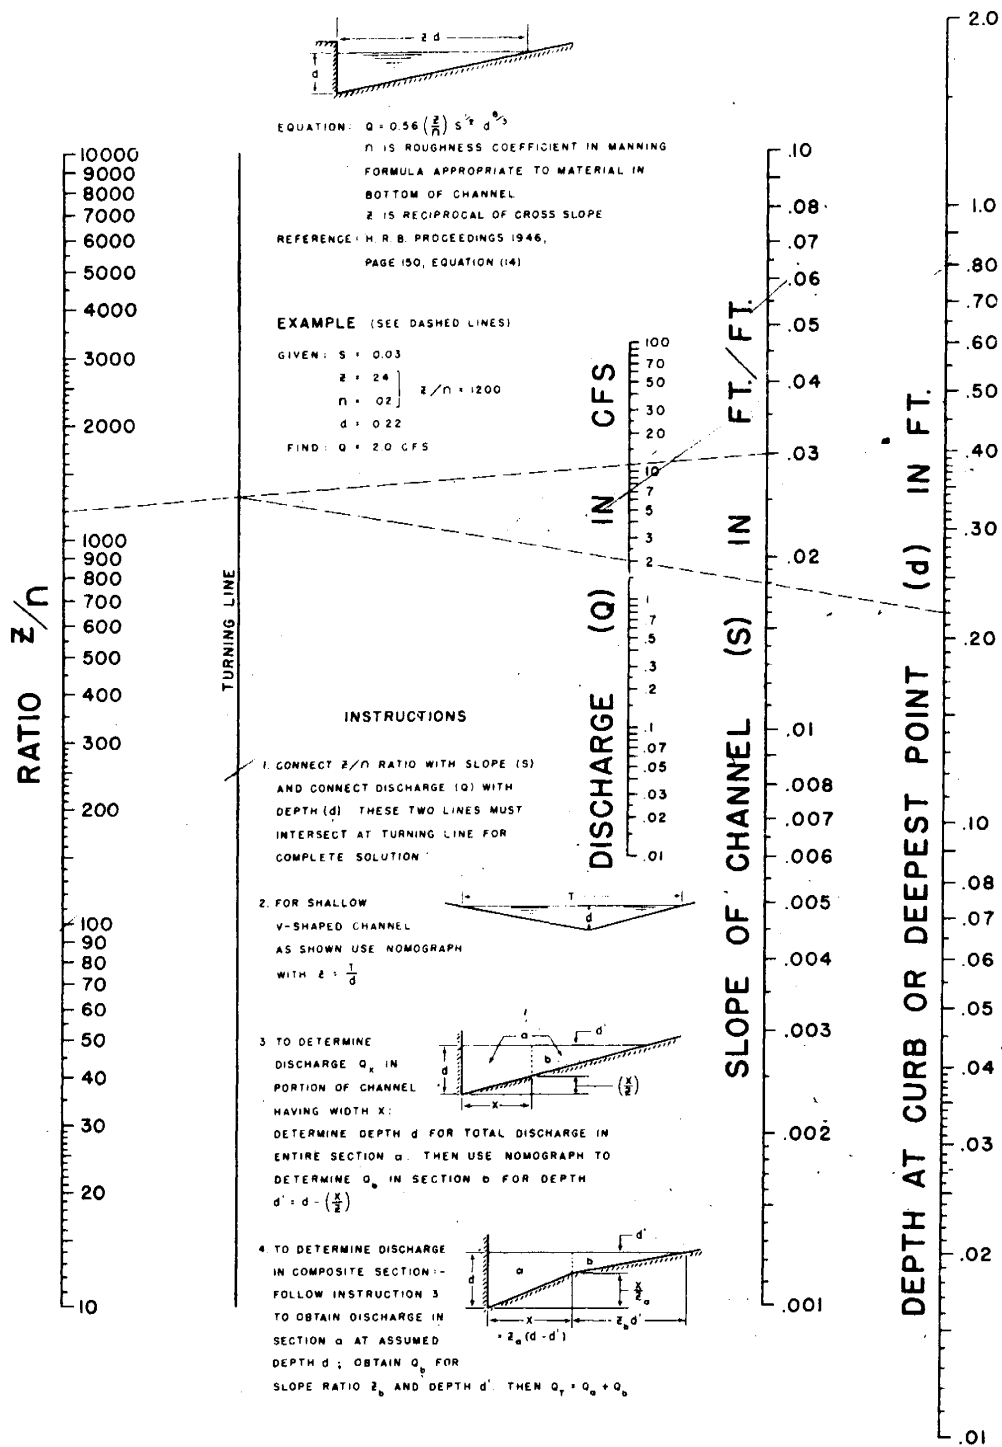 z d
d
EQUATION: Q = 0.56 (z/n) S^1/2 d^8/3
n IS ROUGHNESS COEFFICIENT IN MANNING
FORMULA APPROPRIATE TO MATERIAL IN
BOTTOM OF CHANNEL
z IS RECIPROCAL OF CROSS SLOPE
REFERENCE: H. R. B. PROCEEDINGS 1946,
PAGE 150, EQUATION (14)
EXAMPLE (SEE DASHED LINES)
GIVEN: S = 0.03
z = 24
n = .02
z/n = 1200
d = 0.22
FIND: Q = 2.0 CFS
RATIO z/n
10000
9000
8000
7000
6000
5000
4000
3000
2000
1000
900
800
700
600
500
400
300
200
100
90
80
70
60
50
40
30
20
10
TURNING LINE
INSTRUCTIONS
1. CONNECT z/n RATIO WITH SLOPE (S)
AND CONNECT DISCHARGE (Q) WITH
DEPTH (d) THESE TWO LINES MUST
INTERSECT AT TURNING LINE FOR
COMPLETE SOLUTION
2. FOR SHALLOW
V-SHAPED CHANNEL
AS SHOWN USE NOMOGRAPH
WITH z = T/d
T
d
3 TO DETERMINE
DISCHARGE Qx IN
PORTION OF CHANNEL
HAVING WIDTH X:
DETERMINE DEPTH d FOR TOTAL DISCHARGE IN
ENTIRE SECTION a. THEN USE NOMOGRAPH TO
DETERMINE Qb IN SECTION b FOR DEPTH
d' = d - (x/z)
a
d'
b
d
x
(x/z)
4. TO DETERMINE DISCHARGE
IN COMPOSITE SECTION:-
FOLLOW INSTRUCTION 3
TO OBTAIN DISCHARGE IN
SECTION a AT ASSUMED
DEPTH d ; OBTAIN Qb FOR
SLOPE RATIO zb AND DEPTH d'. THEN QT = Qa + Qb
d'
a
b
d
x/za
x
zb d'
= za (d - d')
DISCHARGE (Q) IN CFS
100
70
50
30
20
10
7
5
3
2
1
.7
.5
.3
.2
.1
.07
.05
.03
.02
.01
SLOPE OF CHANNEL (S) IN FT./FT.
.10
.08
.07
.06
.05
.04
.03
.02
.01
.008
.007
.006
.005
.004
.003
.002
.001
DEPTH AT CURB OR DEEPEST POINT (d) IN FT.
2.0
1.0
.80
.70
.60
.50
.40
.30
.20
.10
.08
.07
.06
.05
.04
.03
.02
.01